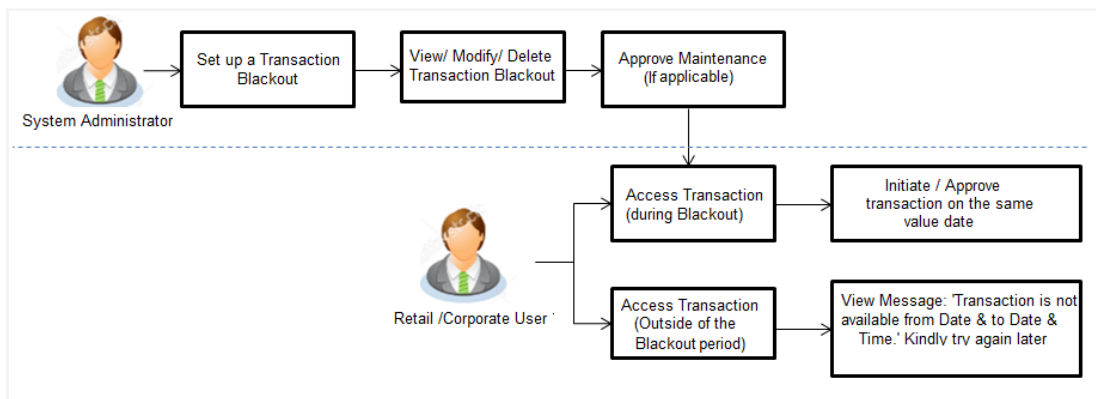 Set up a Transaction
Blackout
View/ Modify/ Delete
Transaction Blackout
Approve Maintenance
(If applicable)
System Administrator
Access Transaction
(during Blackout)
Initiate / Approve
transaction on the same
value date
Retail /Corporate User
Access Transaction
(Outside of the
Blackout period)
View Message: 'Transaction is not
available from Date & to Date &
Time.' Kindly try again later